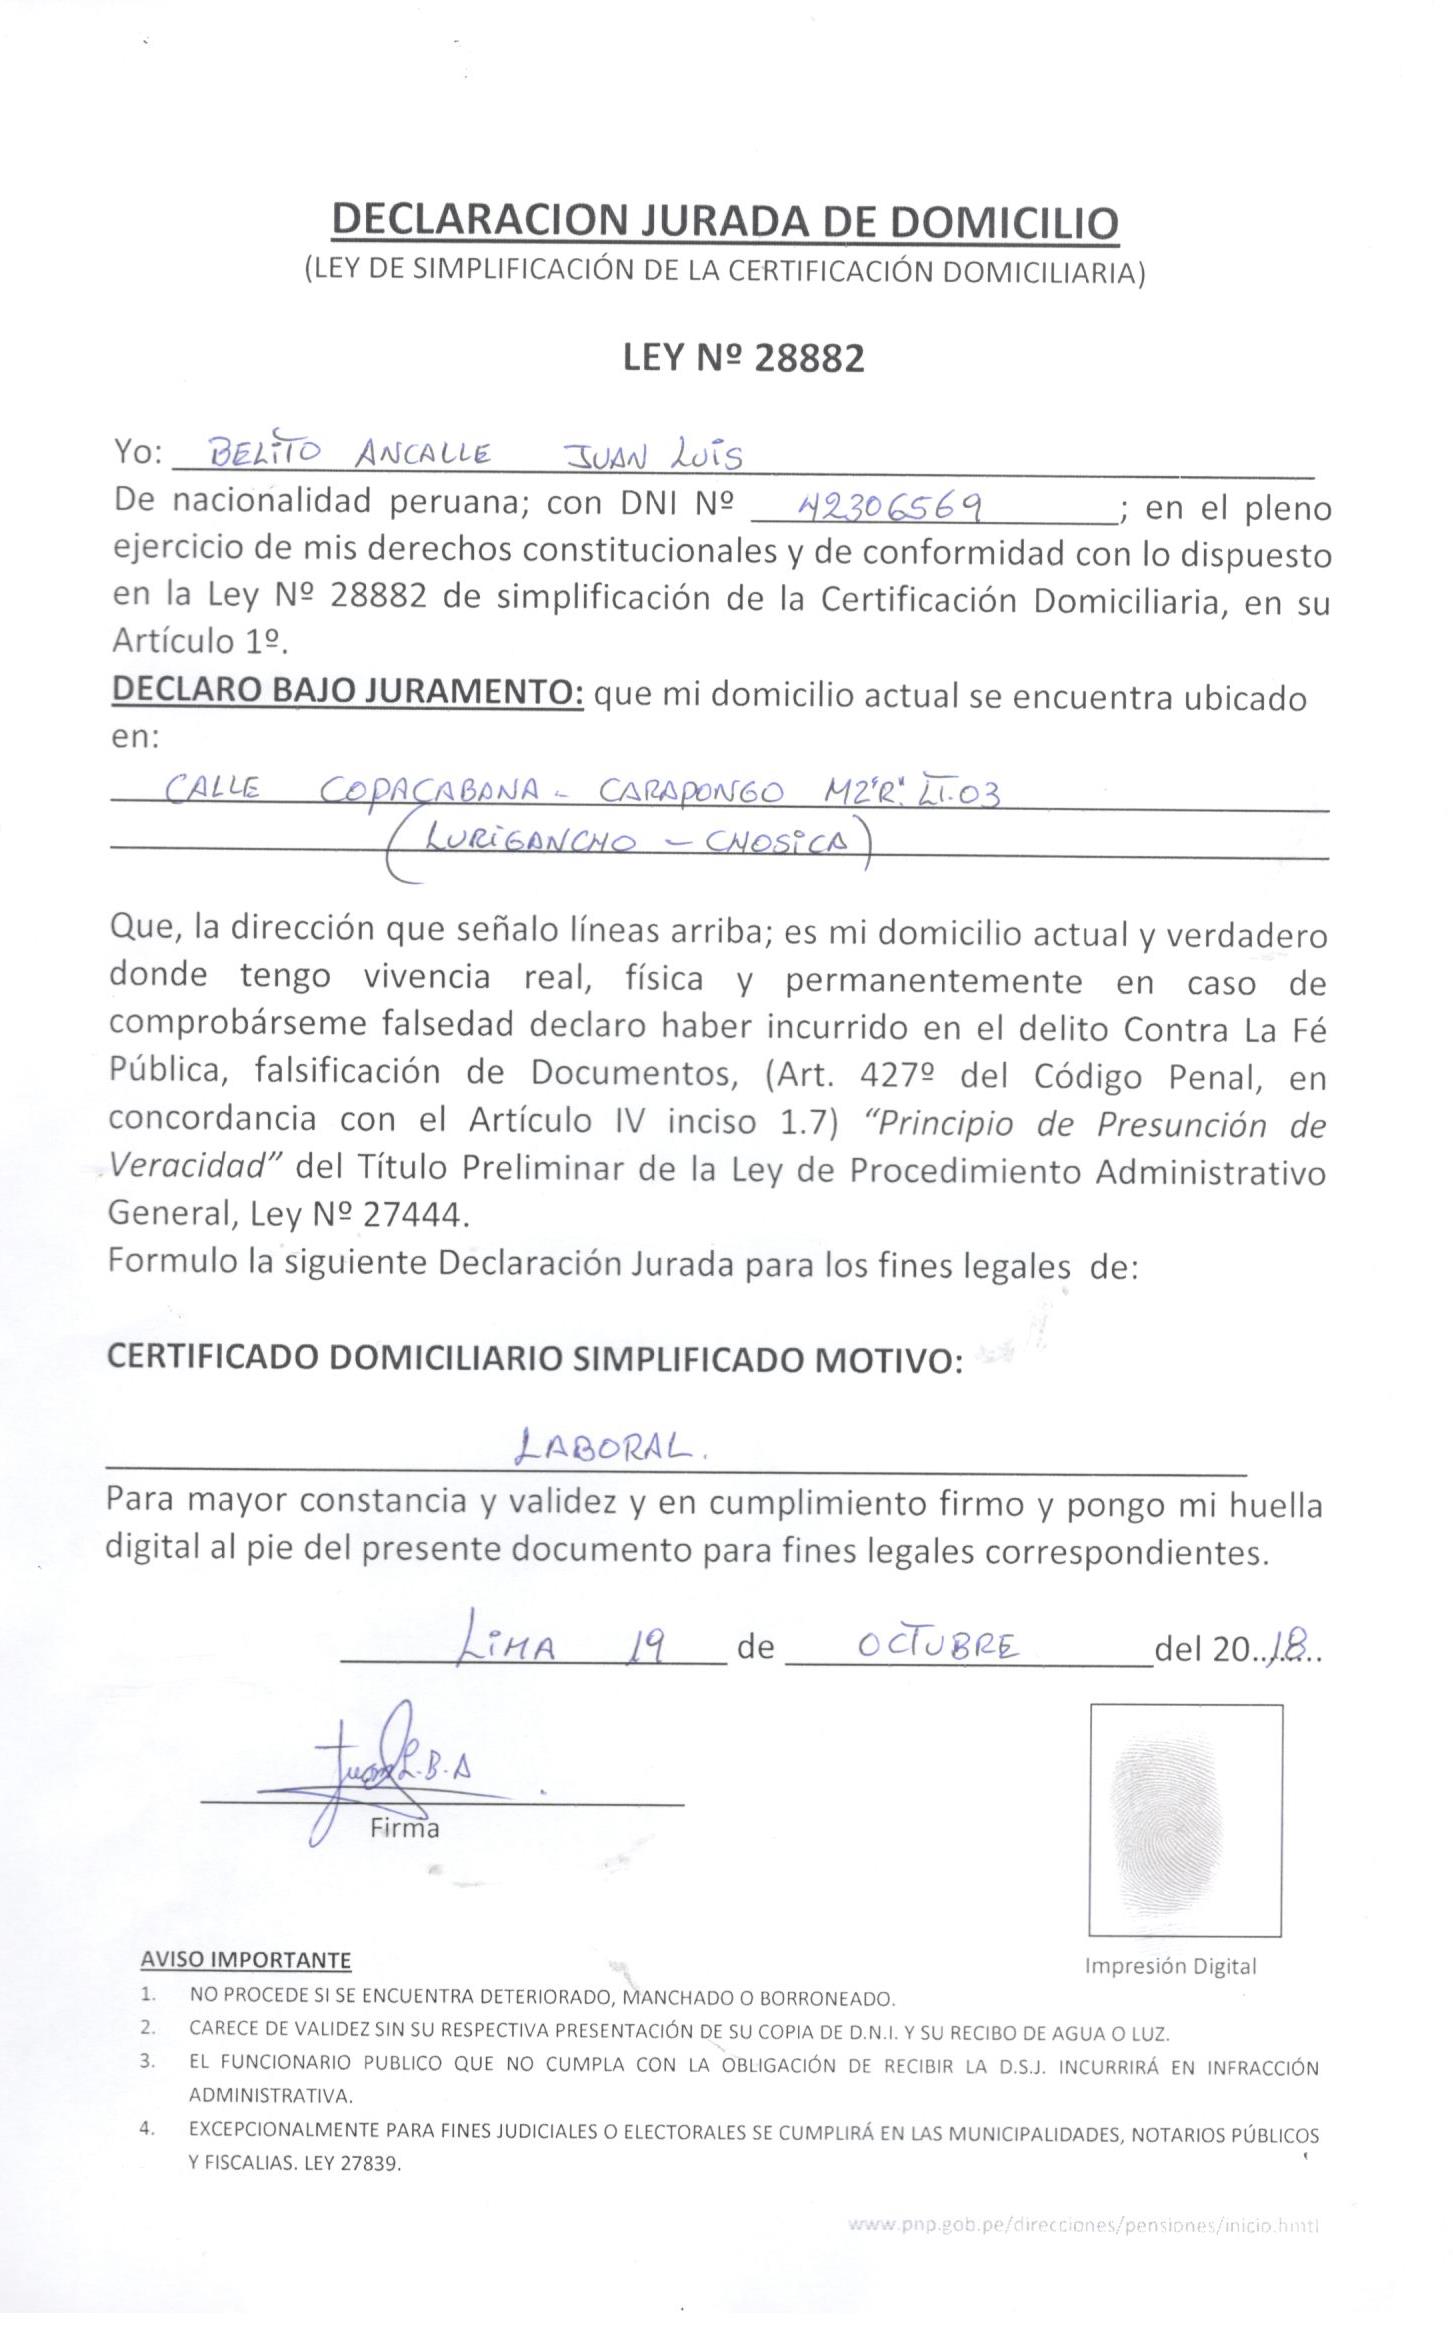 DECLARACION JURADA DE DOMICILIO
(LEY DE SIMPLIFICACIÓN DE LA CERTIFICACIÓN DOMICILIARIA)
LEY Nº 28882
Yo: BELITO ANCALLE JUAN LUIS
De nacionalidad peruana; con DNI Nº 42306569 ; en el pleno
ejercicio de mis derechos constitucionales y de conformidad con lo dispuesto
en la Ley Nº 28882 de simplificación de la Certificación Domiciliaria, en su
Artículo 1º.
DECLARO BAJO JURAMENTO: que mi domicilio actual se encuentra ubicado
en:
CALLE COPACABANA - CARAPONGO MZ"R" LT.03
(LURIGANCHO - CHOSICA)
Que, la dirección que señalo líneas arriba; es mi domicilio actual y verdadero
donde tengo vivencia real, física y permanentemente en caso de
comprobárseme falsedad declaro haber incurrido en el delito Contra La Fé
Pública, falsificación de Documentos, (Art. 427º del Código Penal, en
concordancia con el Artículo IV inciso 1.7) "Principio de Presunción de
Veracidad" del Título Preliminar de la Ley de Procedimiento Administrativo
General, Ley Nº 27444.
Formulo la siguiente Declaración Jurada para los fines legales de:
CERTIFICADO DOMICILIARIO SIMPLIFICADO MOTIVO:
LABORAL.
Para mayor constancia y validez y en cumplimiento firmo y pongo mi huella
digital al pie del presente documento para fines legales correspondientes.
LIMA 19 de OCTUBRE del 20..18..
Juan L.B.A
Firma
Impresión Digital
AVISO IMPORTANTE
1. NO PROCEDE SI SE ENCUENTRA DETERIORADO, MANCHADO O BORRONEADO.
2. CARECE DE VALIDEZ SIN SU RESPECTIVA PRESENTACIÓN DE SU COPIA DE D.N.I. Y SU RECIBO DE AGUA O LUZ.
3. EL FUNCIONARIO PUBLICO QUE NO CUMPLA CON LA OBLIGACIÓN DE RECIBIR LA D.S.J. INCURRIRÁ EN INFRACCIÓN
ADMINISTRATIVA.
4. EXCEPCIONALMENTE PARA FINES JUDICIALES O ELECTORALES SE CUMPLIRÁ EN LAS MUNICIPALIDADES, NOTARIOS PÚBLICOS
Y FISCALIAS. LEY 27839.
www.pnp.gob.pe/direcciones/pensiones/inicio.hmtl